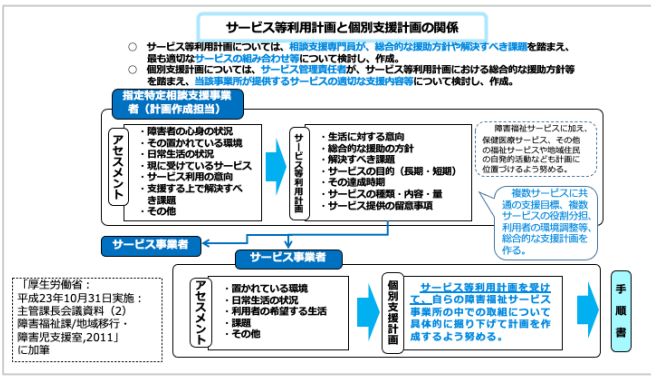 サービス等利用計画と個別支援計画の関係
○ サービス等利用計画については、相談支援専門員が、総合的な援助方針や解決すべき課題を踏まえ、
最も適切なサービスの組み合わせ等について検討し、作成。
○ 個別支援計画については、サービス管理責任者が、サービス等利用計画における総合的な援助方針等
を踏まえ、当該事業所が提供するサービスの適切な支援内容等について検討し、作成。
指定特定相談支援事業
者（計画作成担当）
アセスメント
・障害者の心身の状況
・その置かれている環境
・日常生活の状況
・現に受けているサービス
・サービス利用の意向
・支援する上で解決すべ
き課題
・その他
サービス等利用計画
・生活に対する意向
・総合的な援助の方針
・解決すべき課題
・サービスの目的（長期・短期）
・その達成時期
・サービスの種類・内容・量
・サービス提供の留意事項
障害福祉サービスに加え、
保健医療サービス、その他
の福祉サービスや地域住民
の自発的活動なども計画に
位置づけるよう努める。
複数サービスに共
通の支援目標、複数
サービスの役割分担、
利用者の環境調整等、
総合的な支援計画を
作る。
サービス事業者
サービス事業者
アセスメント
・置かれている環境
・日常生活の状況
・利用者の希望する生活
・課題
・その他
個別支援計画
サービス等利用計画を受け
て、自らの障害福祉サービス
事業所の中での取組について
具体的に掘り下げて計画を作
成するよう努める。
手順書
「厚生労働省：
平成23年10月31日実施：
主管課長会議資料（2）
障害福祉課/地域移行・
障害児支援室,2011」
に加筆